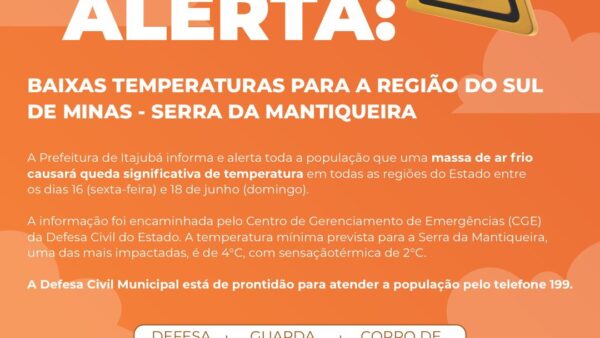 ALERTA:
BAIXAS TEMPERATURAS PARA A REGIÃO DO SUL
DE MINAS - SERRA DA MANTIQUEIRA
A Prefeitura de Itajubá informa e alerta toda a população que uma massa de ar frio
causará queda significativa de temperatura em todas as regiões do Estado entre
os dias 16 (sexta-feira) e 18 de junho (domingo).
A informação foi encaminhada pelo Centro de Gerenciamento de Emergências (CGE)
da Defesa Civil do Estado. A temperatura mínima prevista para a Serra da Mantiqueira,
uma das mais impactadas, é de 4°C, com sensaçãotérmica de 2°C.
A Defesa Civil Municipal está de prontidão para atender a população pelo telefone 199.
DEFESA GUARDA CORPO DE